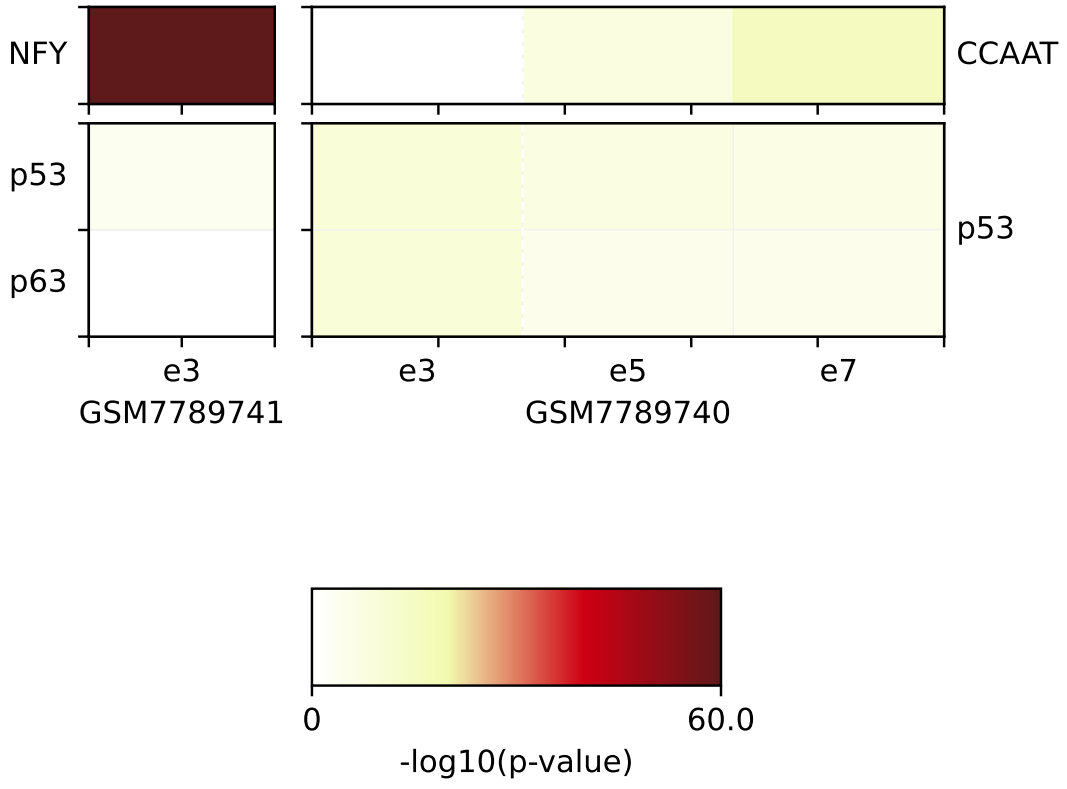 NFY
CCAAT
p53
p53
p63
e3
e3
e5
e7
GSM7789741
GSM7789740
0
60.0
-log10(p-value)